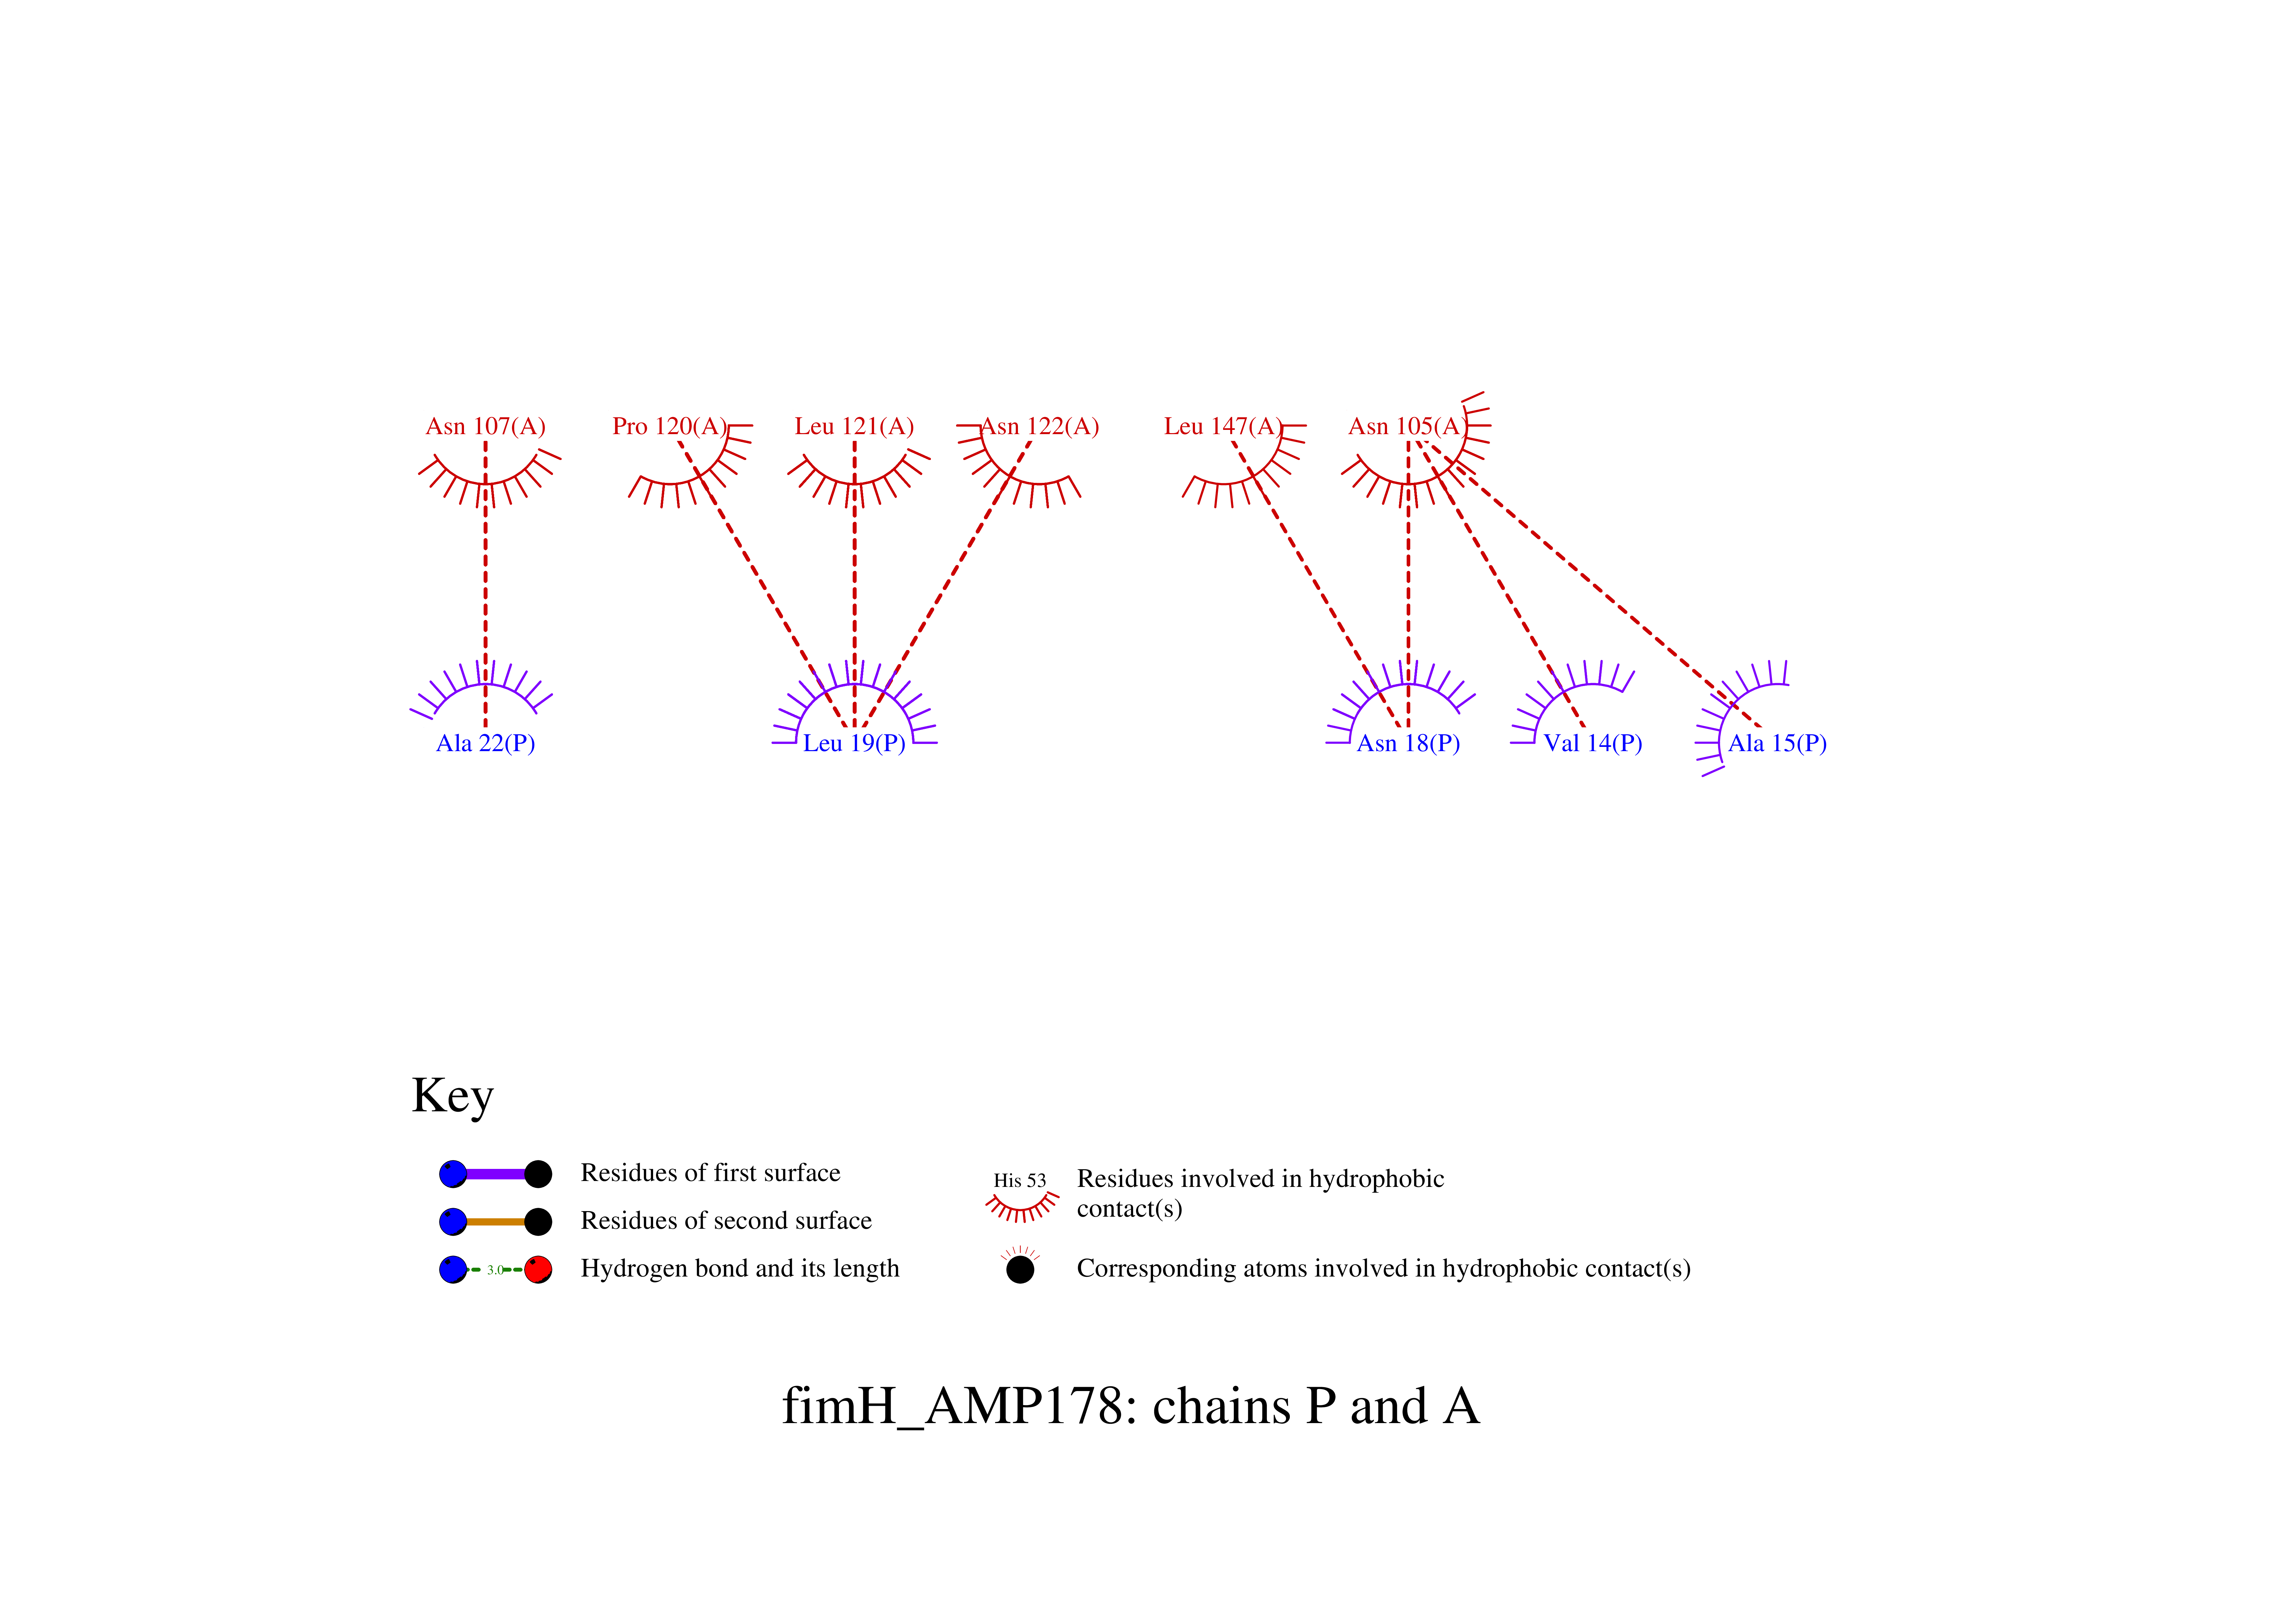 Asn 107(A) Pro 120(A) Leu 121(A) Asn 122(A) Leu 147(A) Asn 105(A)
Ala 22(P) Leu 19(P) Asn 18(P) Val 14(P) Ala 15(P)
Key
Residues of first surface
Residues of second surface
3.0 Hydrogen bond and its length
His 53 Residues involved in hydrophobic
contact(s)
Corresponding atoms involved in hydrophobic contact(s)
fimH_AMP178: chains P and A